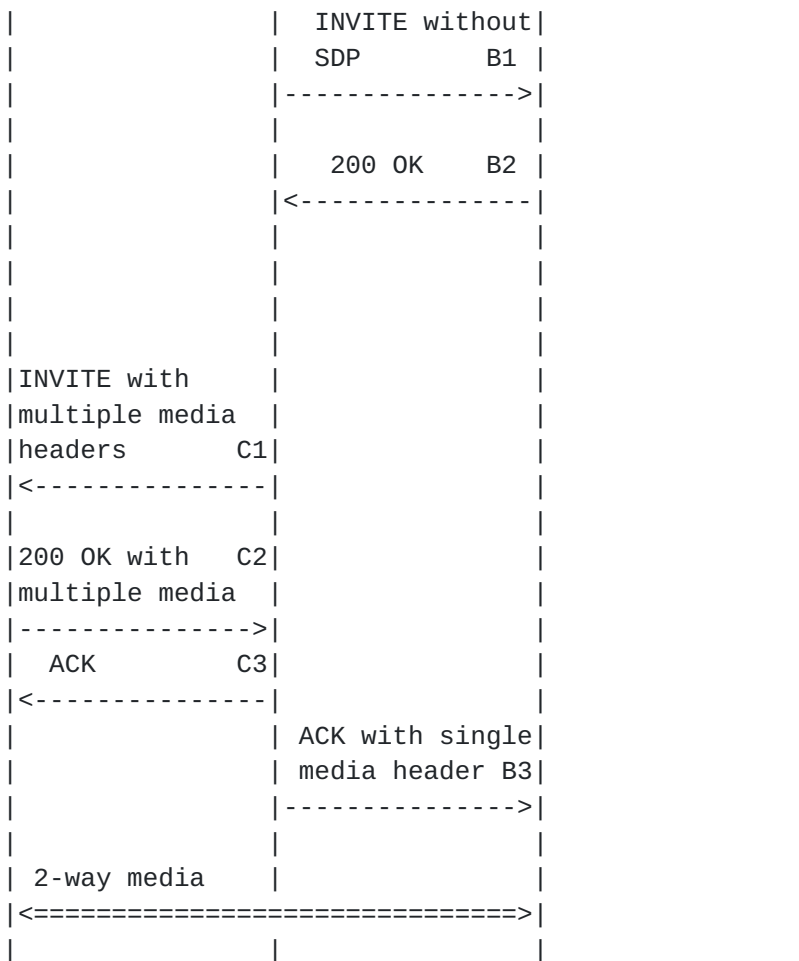 |                |  INVITE without|
|                |  SDP        B1 |
|                |--------------->|
|                |                |
|                |   200 OK    B2 |
|                |<---------------|
|                |                |
|                |                |
|                |                |
|                |                |
|INVITE with     |                |
|multiple media  |                |
|headers       C1|                |
|<---------------|                |
|                |                |
|200 OK with   C2|                |
|multiple media  |                |
|--------------->|                |
|  ACK         C3|                |
|<---------------|                |
|                | ACK with single|
|                | media header B3|
|                |--------------->|
|                |                |
| 2-way media    |                |
|<===============================>|
|                |                |